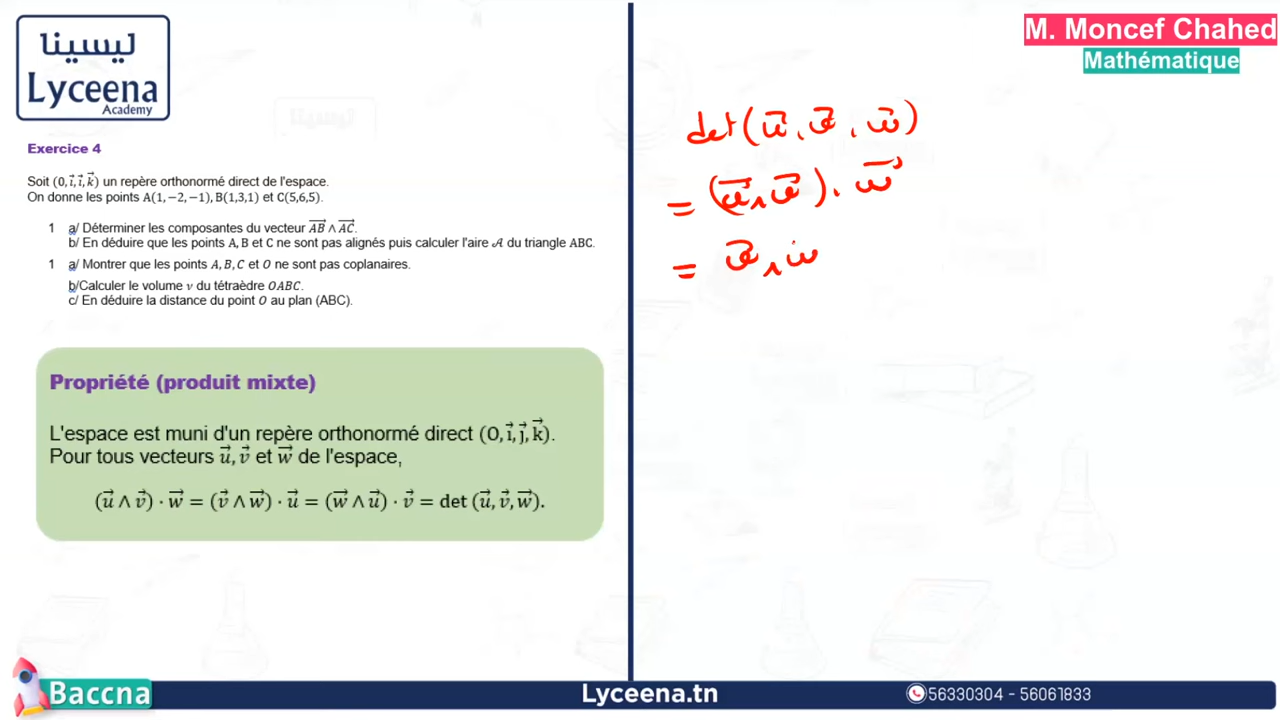 ليسينا
Lyceena
Academy
M. Moncef Chahed
Mathématique
Exercice 4
Soit (0, i⃗, i⃗, k⃗) un repère orthonormé direct de l'espace.
On donne les points A(1, −2, −1), B(1,3,1) et C(5,6,5).
1 a/ Déterminer les composantes du vecteur AB⃗ ∧ AC⃗.
b/ En déduire que les points A, B et C ne sont pas alignés puis calculer l'aire 𝒜 du triangle ABC.
1 a/ Montrer que les points A, B, C et O ne sont pas coplanaires.
b/Calculer le volume v du tétraèdre OABC.
c/ En déduire la distance du point O au plan (ABC).
Propriété (produit mixte)
L'espace est muni d'un repère orthonormé direct (O, i⃗, j⃗, k⃗).
Pour tous vecteurs u⃗, v⃗ et w⃗ de l'espace,
(u⃗ ∧ v⃗) · w⃗ = (v⃗ ∧ w⃗) · u⃗ = (w⃗ ∧ u⃗) · v⃗ = det (u⃗, v⃗, w⃗).
det(u⃗, v⃗, w⃗)
= (u⃗ ∧ v⃗). w⃗
= v⃗ ∧ w
Baccna
Lyceena.tn
56330304 - 56061833